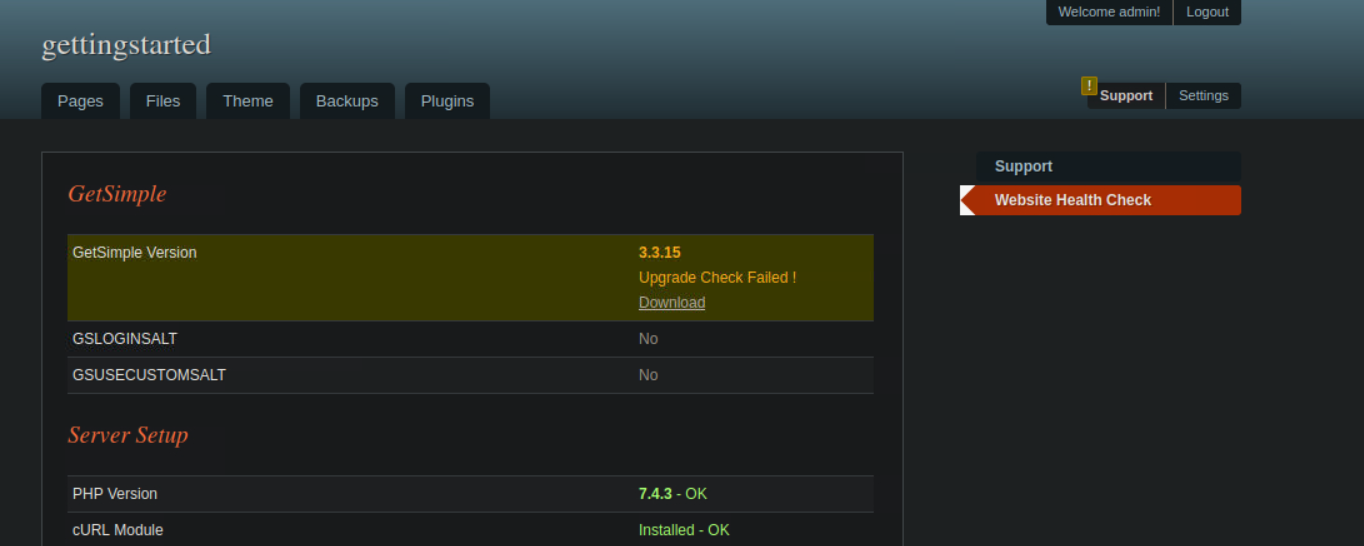 Welcome admin! Logout
gettingstarted
Pages Files Theme Backups Plugins
! Support Settings
Support
Website Health Check
GetSimple
GetSimple Version 3.3.15
Upgrade Check Failed !
Download
GSLOGINSALT No
GSUSECUSTOMSALT No
Server Setup
PHP Version 7.4.3 - OK
cURL Module Installed - OK